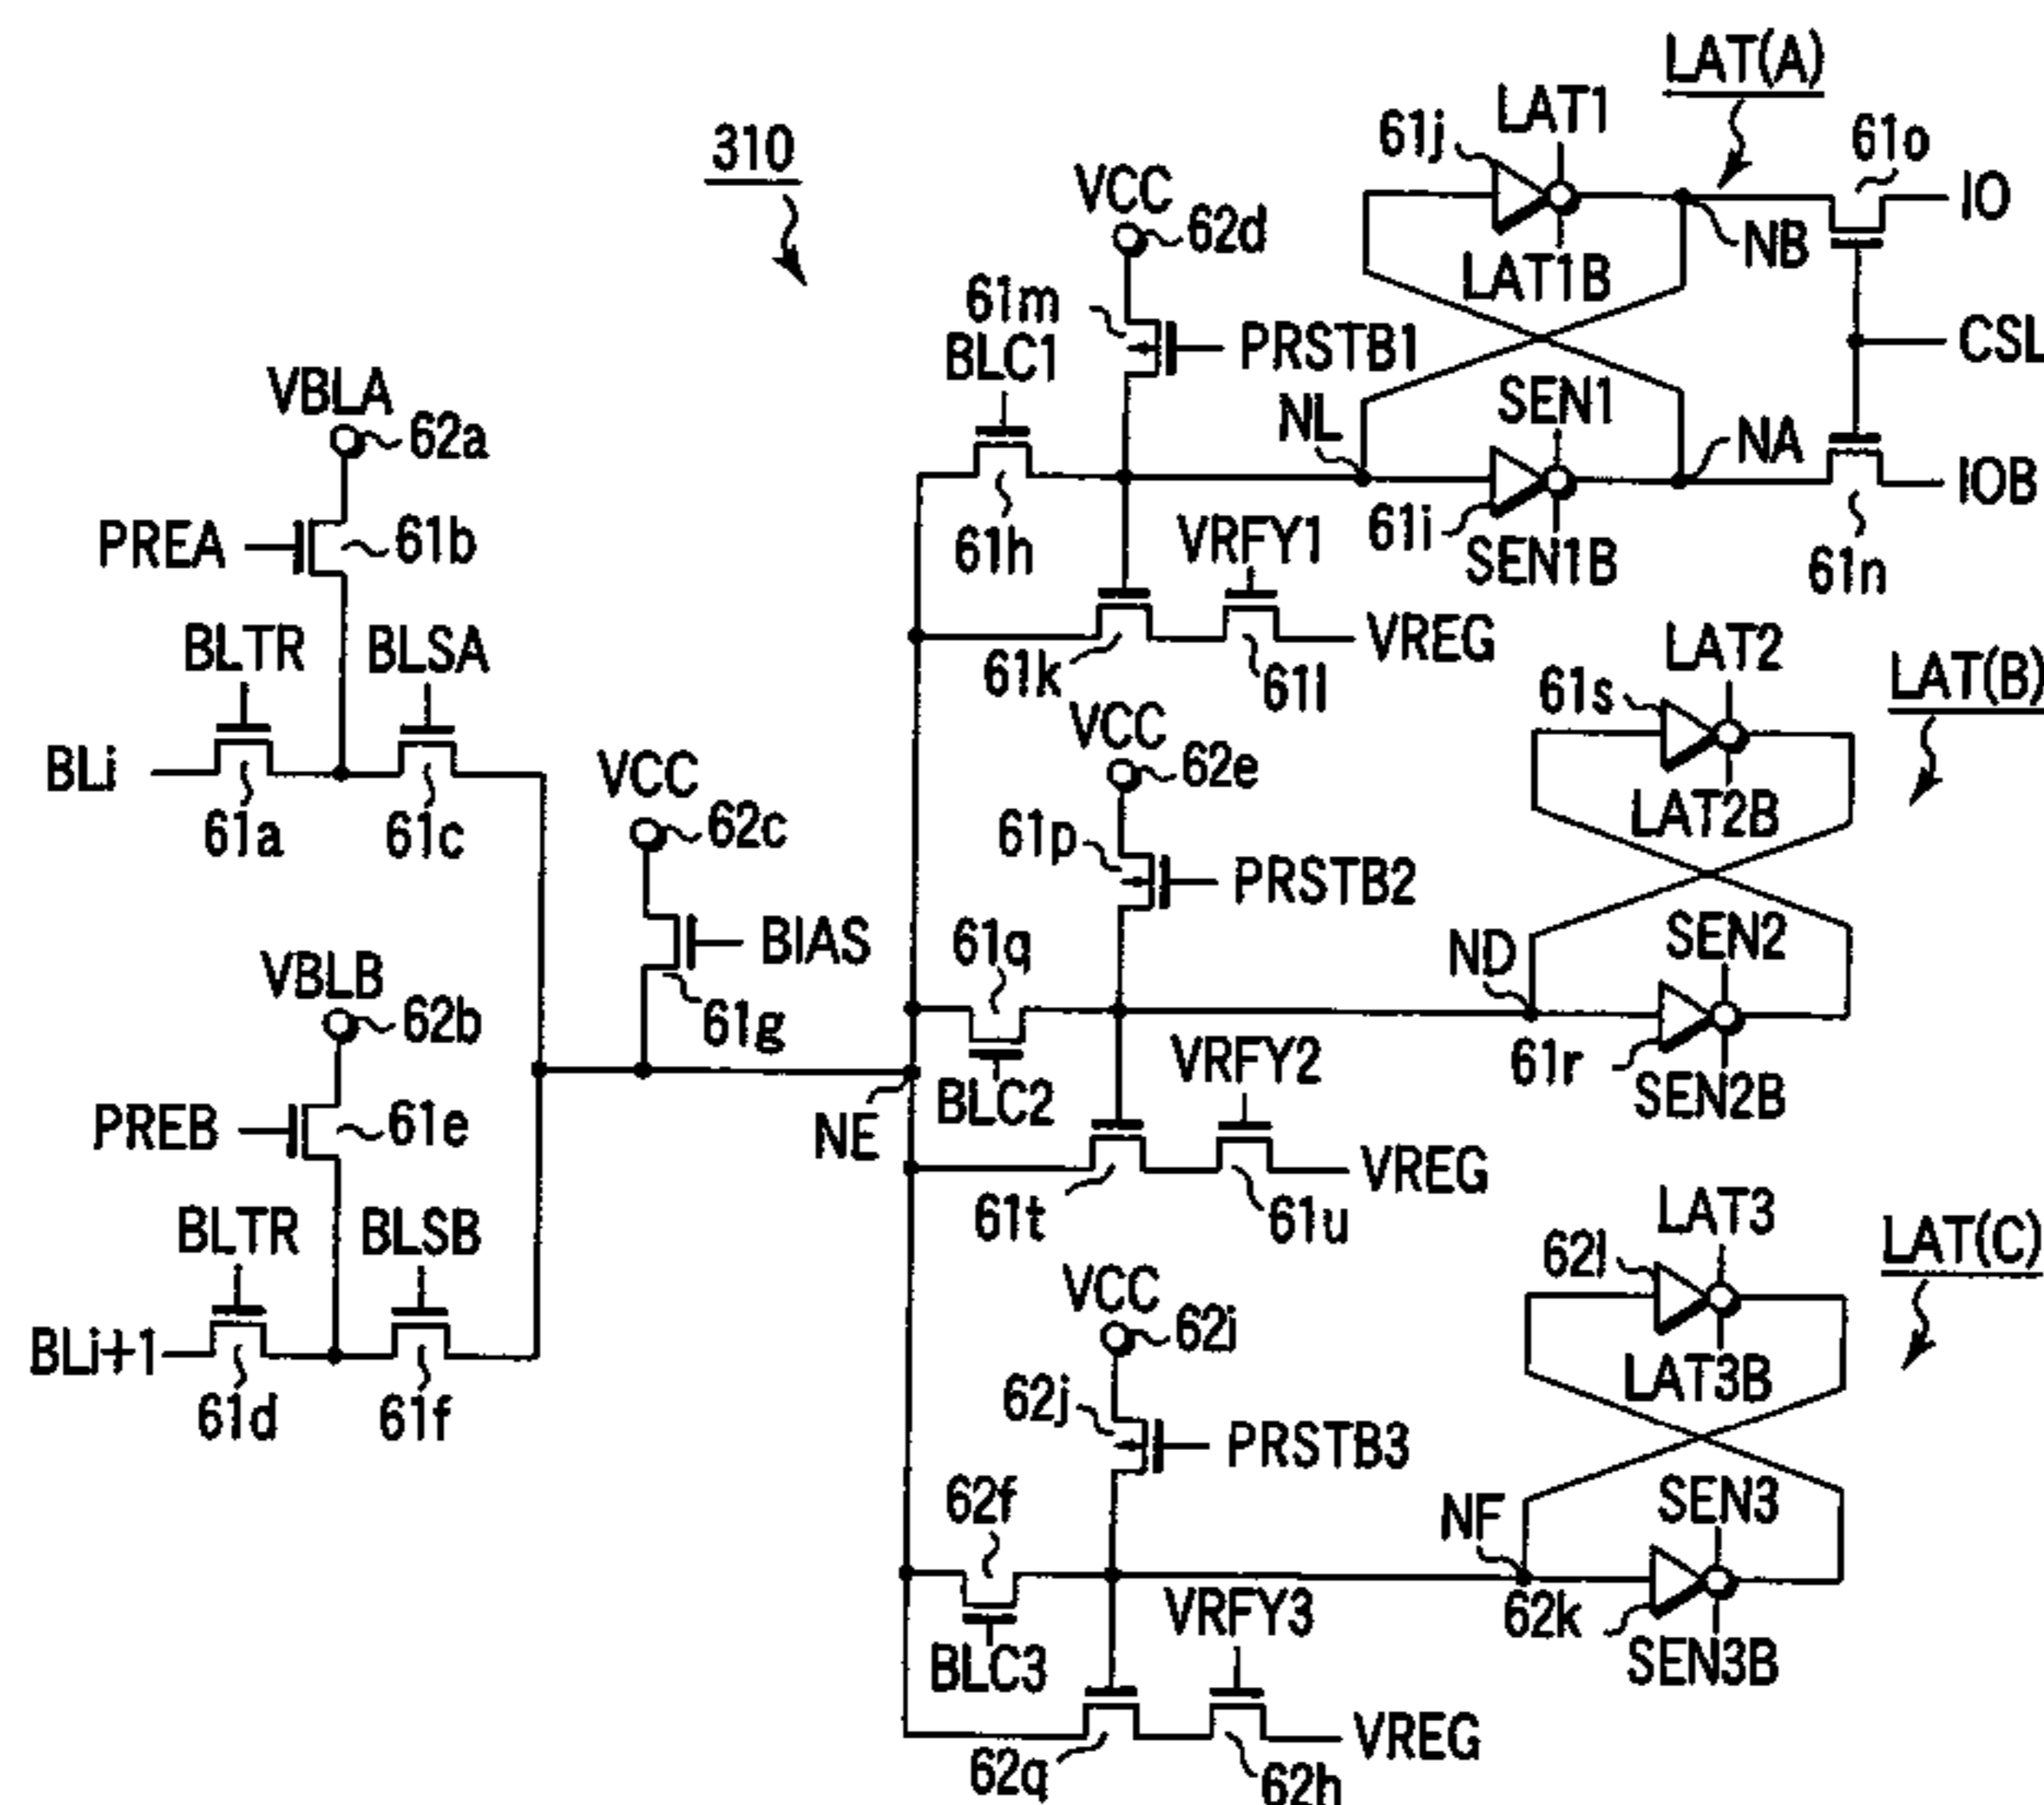 310
LAT(A)
LAT1
61j
61o
IO
NB
LAT1B
VCC
62d
61m
PRSTB1
BLC1
CSL
NL
SEN1
NA
IOB
61i
SEN1B
61n
61h
VRFY1
VREG
61k
61l
VBLA
62a
PREA
61b
BLTR
BLSA
BLi
61a
61c
VCC
62c
BIAS
61g
VCC
62e
61p
PRSTB2
LAT2
61s
LAT(B)
LAT2B
61q
ND
SEN2
61r
SEN2B
BLC2
NE
VRFY2
VREG
61t
61u
VBLB
62b
PREB
61e
BLTR
BLSB
BLi+1
61d
61f
VCC
62i
62j
PRSTB3
LAT3
62l
LAT(C)
LAT3B
62f
NF
SEN3
62k
SEN3B
BLC3
VRFY3
VREG
62q
62h